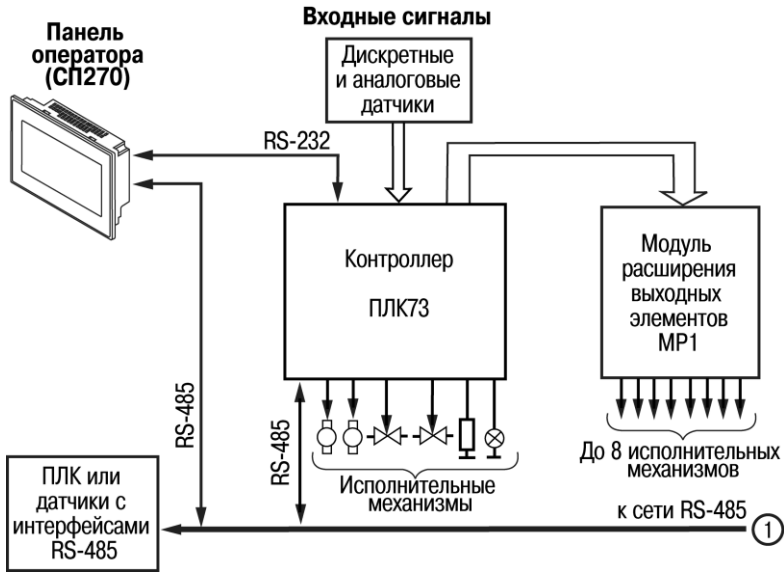 Входные сигналы
Панель
оператора
(СП270)
Дискретные
и аналоговые
датчики
RS-232
Контроллер
ПЛК73
Модуль
расширения
выходных
элементов
МР1
RS-485
RS-485
До 8 исполнительных
механизмов
Исполнительные
механизмы
ПЛК или
датчики с
интерфейсами
RS-485
к сети RS-485
1